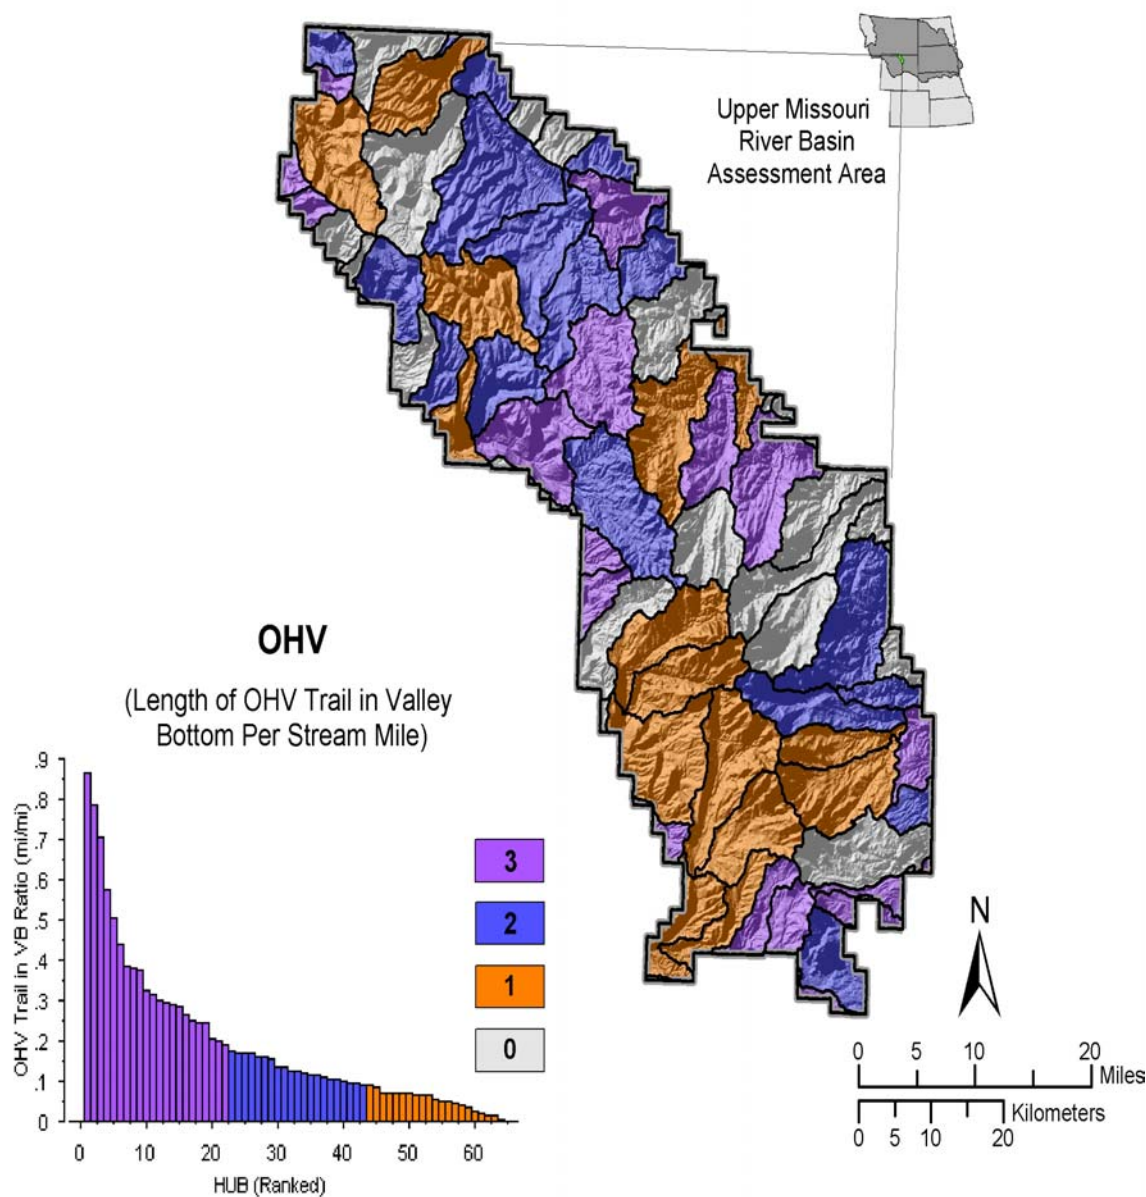 Upper Missouri
River Basin
Assessment Area
OHV
(Length of OHV Trail in Valley
Bottom Per Stream Mile)
OHV Trail in VB Ratio (mi/mi)
.9
.8
.7
.6
.5
.4
.3
.2
.1
0
0 10 20 30 40 50 60
HUB (Ranked)
3
2
1
0
N
0 5 10 20
Miles
Kilometers
0 5 10 20